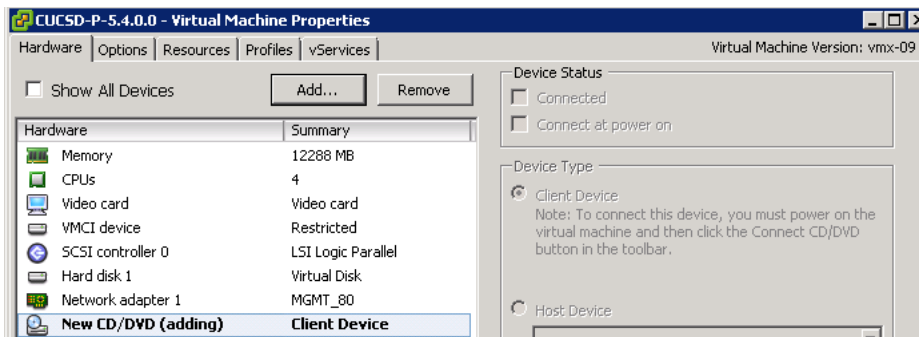 CUCSD-P-5.4.0.0 - Virtual Machine Properties
Hardware Options Resources Profiles vServices Virtual Machine Version: vmx-09
Show All Devices Add... Remove
Hardware Summary
Memory 12288 MB
CPUs 4
Video card Video card
VMCI device Restricted
SCSI controller 0 LSI Logic Parallel
Hard disk 1 Virtual Disk
Network adapter 1 MGMT_80
New CD/DVD (adding) Client Device
Device Status
Connected
Connect at power on
Device Type
Client Device
Note: To connect this device, you must power on the
virtual machine and then click the Connect CD/DVD
button in the toolbar.
Host Device